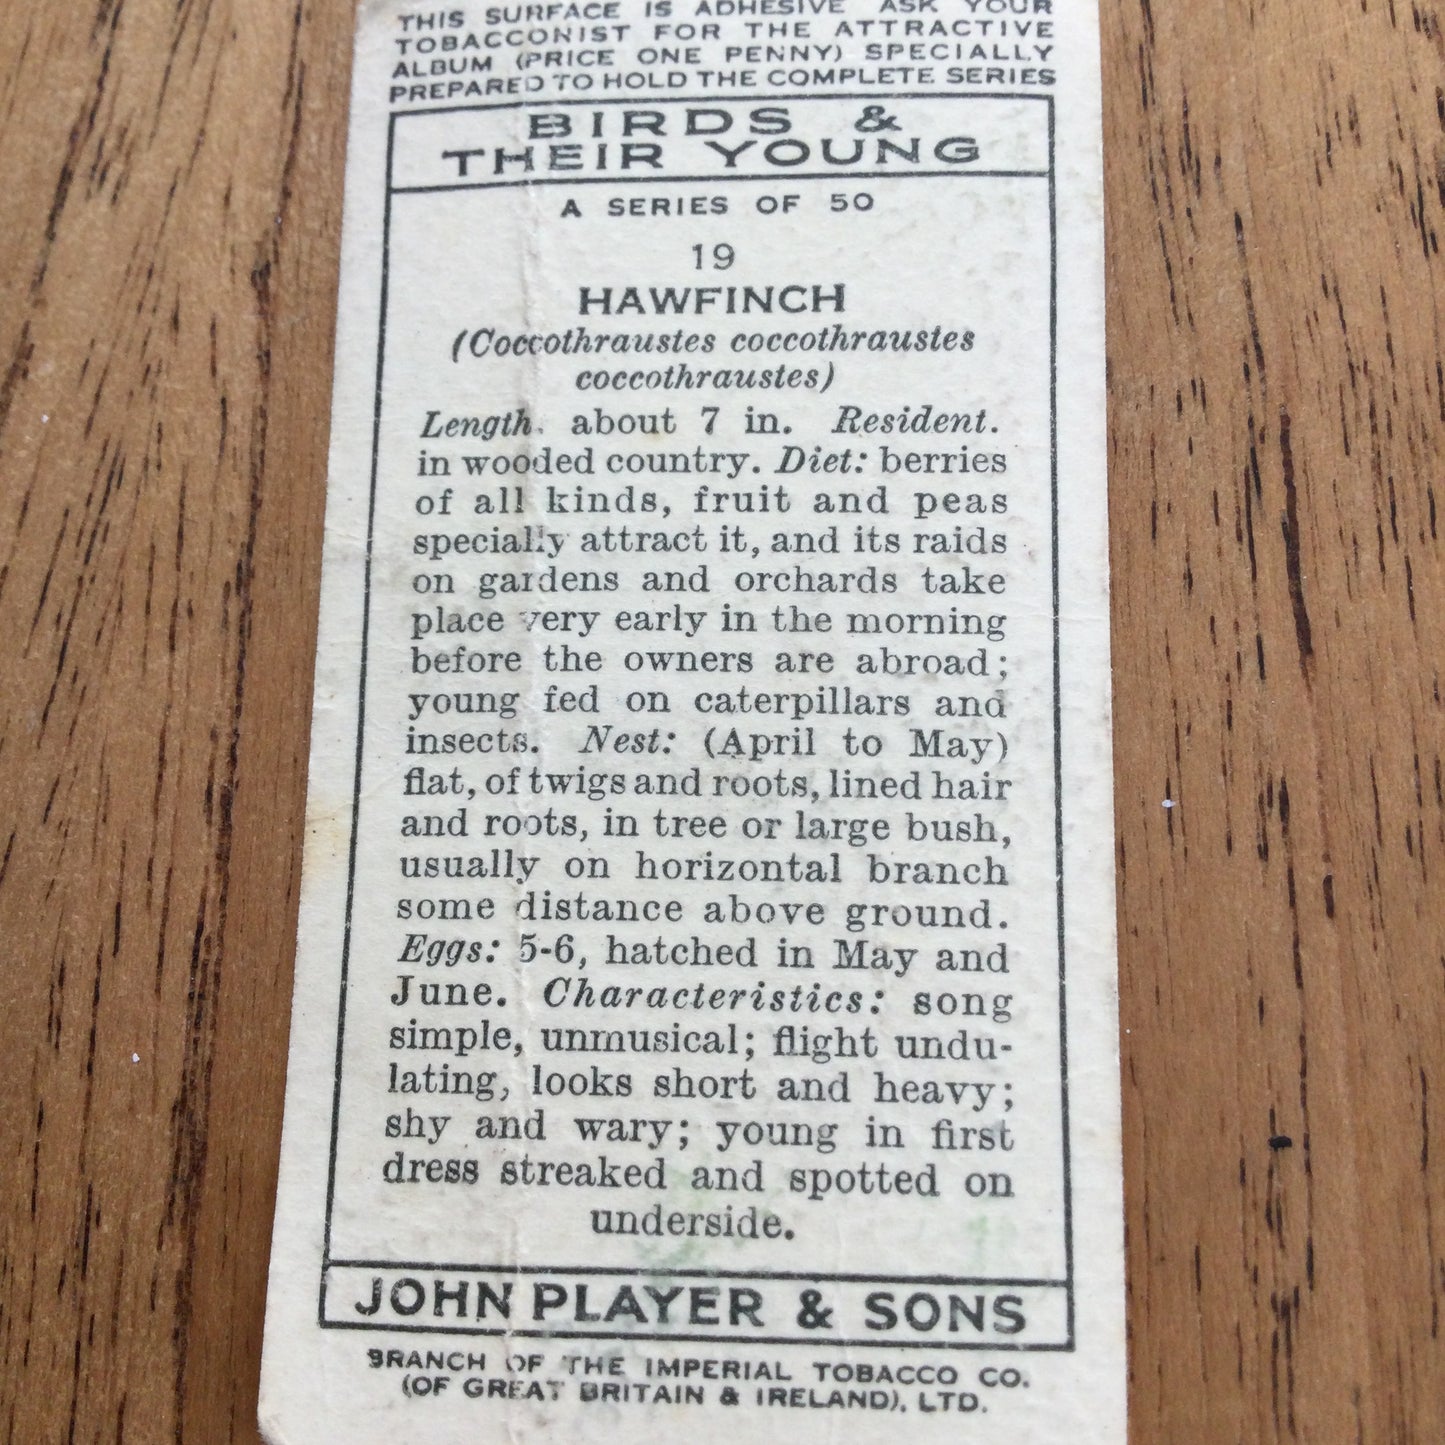 THIS SURFACE IS ADHESIVE ASK YOUR
TOBACCONIST FOR THE ATTRACTIVE
ALBUM (PRICE ONE PENNY) SPECIALLY
PREPARED TO HOLD THE COMPLETE SERIES
BIRDS &
THEIR YOUNG
A SERIES OF 50
19
HAWFINCH
(Coccothraustes coccothraustes
coccothraustes)
Length. about 7 in. Resident.
in wooded country. Diet: berries
of all kinds, fruit and peas
specially attract it, and its raids
on gardens and orchards take
place very early in the morning
before the owners are abroad;
young fed on caterpillars and
insects. Nest: (April to May)
flat, of twigs and roots, lined hair
and roots, in tree or large bush,
usually on horizontal branch
some distance above ground.
Eggs: 5-6, hatched in May and
June. Characteristics: song
simple, unmusical; flight undu-
lating, looks short and heavy;
shy and wary; young in first
dress streaked and spotted on
underside.
JOHN PLAYER & SONS
BRANCH OF THE IMPERIAL TOBACCO CO.
(OF GREAT BRITAIN & IRELAND), LTD.